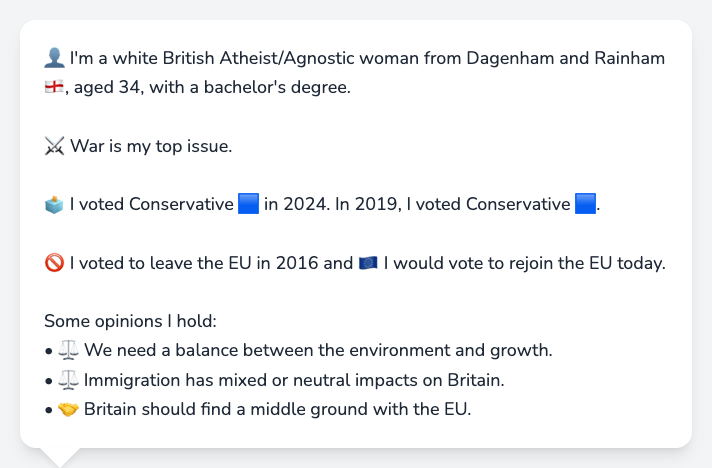 👤 I'm a white British Atheist/Agnostic woman from Dagenham and Rainham
🏴󠁧󠁢󠁥󠁮󠁧󠁿, aged 34, with a bachelor's degree.
⚔️ War is my top issue.
🗳️ I voted Conservative 🟦 in 2024. In 2019, I voted Conservative 🟦.
🚫 I voted to leave the EU in 2016 and 🇪🇺 I would vote to rejoin the EU today.
Some opinions I hold:
• ⚖️ We need a balance between the environment and growth.
• ⚖️ Immigration has mixed or neutral impacts on Britain.
• 🤝 Britain should find a middle ground with the EU.